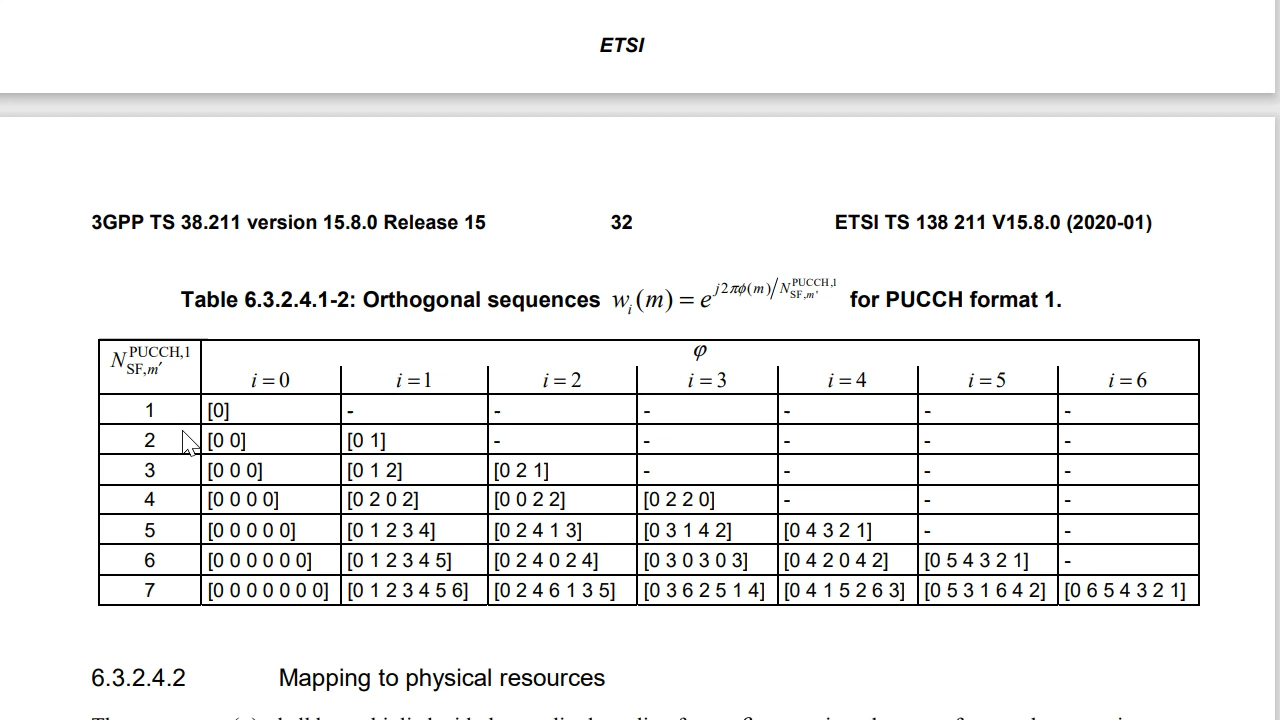 ETSI
3GPP TS 38.211 version 15.8.0 Release 15 32 ETSI TS 138 211 V15.8.0 (2020-01)
Table 6.3.2.4.1-2: Orthogonal sequences wᵢ(m) = e^{j2πϕ(m)/N_{SF,m'}^{PUCCH,1}} for PUCCH format 1.
N_{SF,m′}^{PUCCH,1} φ
i = 0 i = 1 i = 2 i = 3 i = 4 i = 5 i = 6
1 [0] - - - - - -
2 [0 0] [0 1] - - - - -
3 [0 0 0] [0 1 2] [0 2 1] - - - -
4 [0 0 0 0] [0 2 0 2] [0 0 2 2] [0 2 2 0] - - -
5 [0 0 0 0 0] [0 1 2 3 4] [0 2 4 1 3] [0 3 1 4 2] [0 4 3 2 1] - -
6 [0 0 0 0 0 0] [0 1 2 3 4 5] [0 2 4 0 2 4] [0 3 0 3 0 3] [0 4 2 0 4 2] [0 5 4 3 2 1] -
7 [0 0 0 0 0 0 0] [0 1 2 3 4 5 6] [0 2 4 6 1 3 5] [0 3 6 2 5 1 4] [0 4 1 5 2 6 3] [0 5 3 1 6 4 2] [0 6 5 4 3 2 1]
6.3.2.4.2 Mapping to physical resources